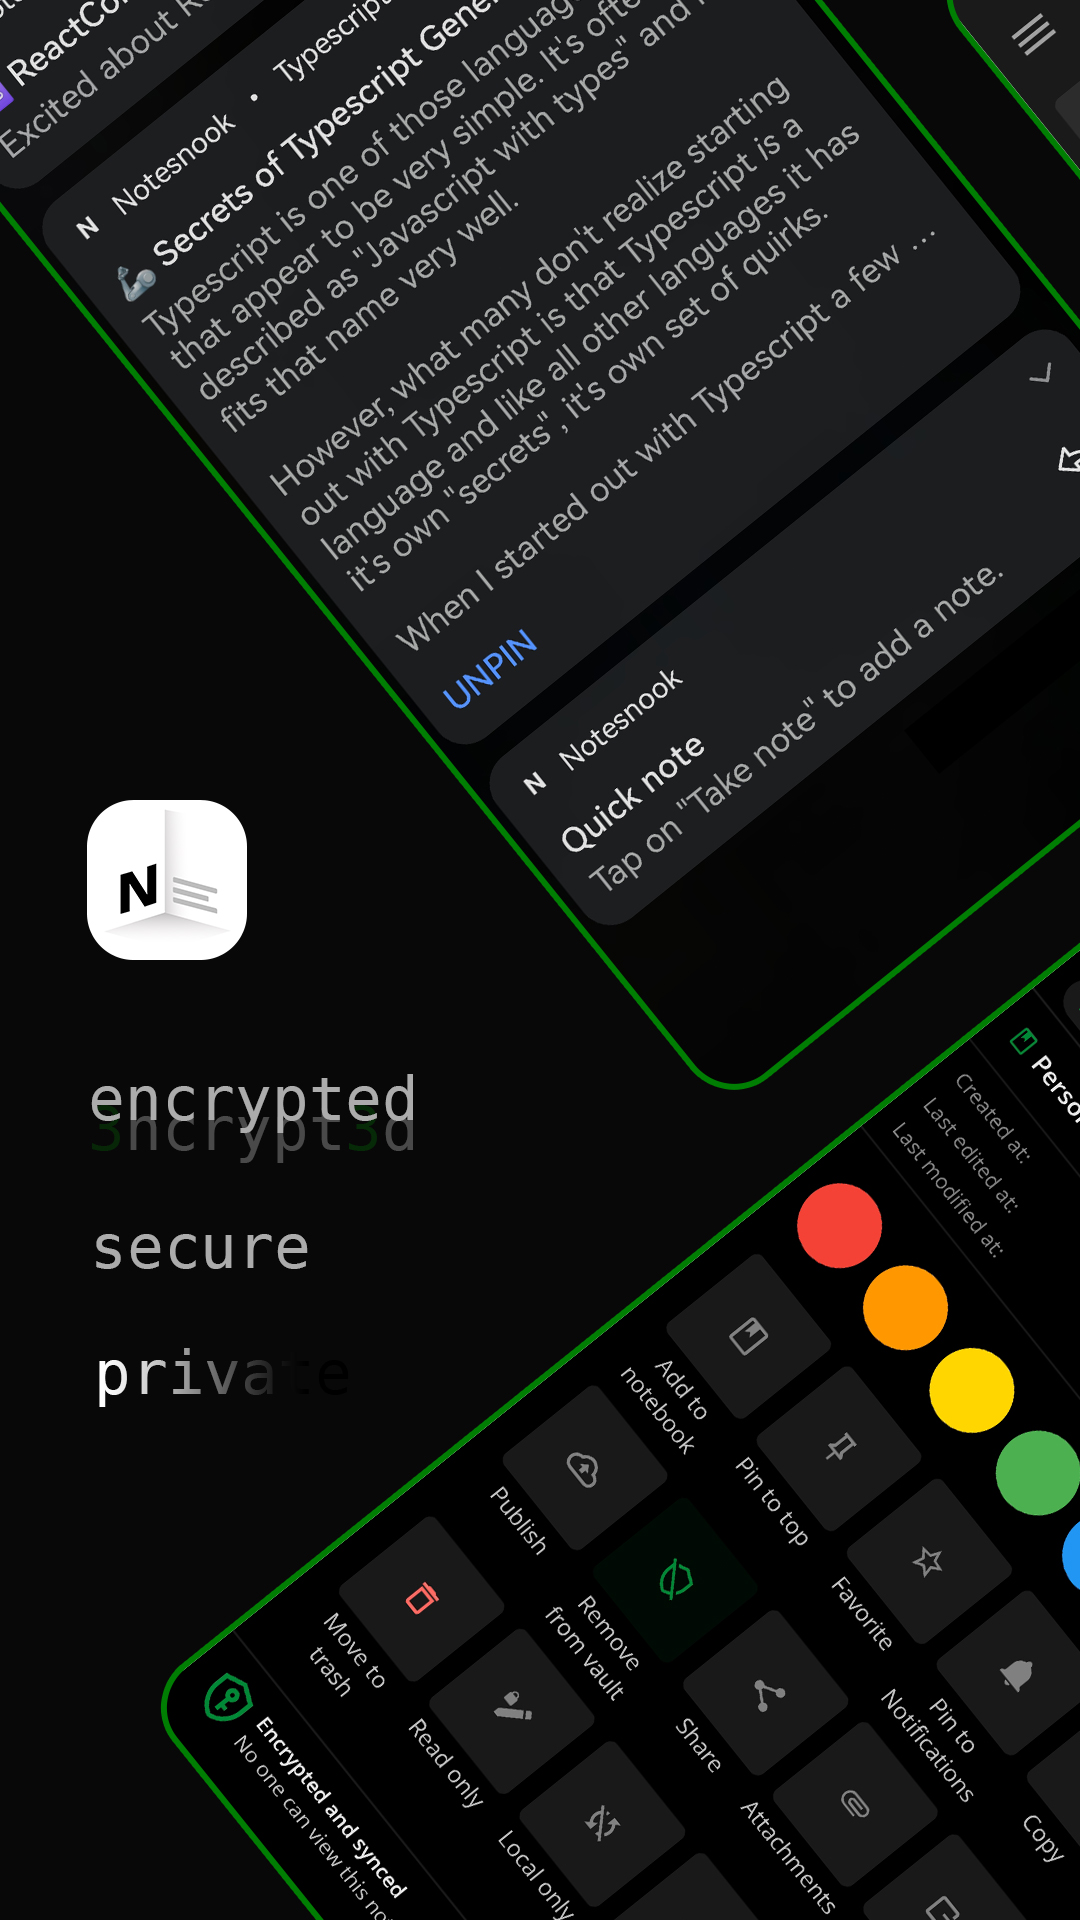 ReactCo
Excited about R
N Notesnook • Typescript
Secrets of Typescript Gene
Typescript is one of those languag
that appear to be very simple. It's ofte
described as "Javascript with types" and
fits that name very well.
However, what many don't realize starting
out with Typescript is that Typescript is a
language and like all other languages it has
it's own "secrets", it's own set of quirks.
When I started out with Typescript a few ...
UNPIN
N Notesnook
Quick note
Tap on "Take note" to add a note.
N
encrypted
3ncrypt3d
secure
private
Perso
Created at:
Last edited at:
Last modified at:
Add to
notebook
Pin to top
Favorite
Pin to
Notifications
Copy
Publish
Remove
from vault
Share
Attachments
Move to
trash
Read only
Local only
Encrypted and synced
No one can view this no